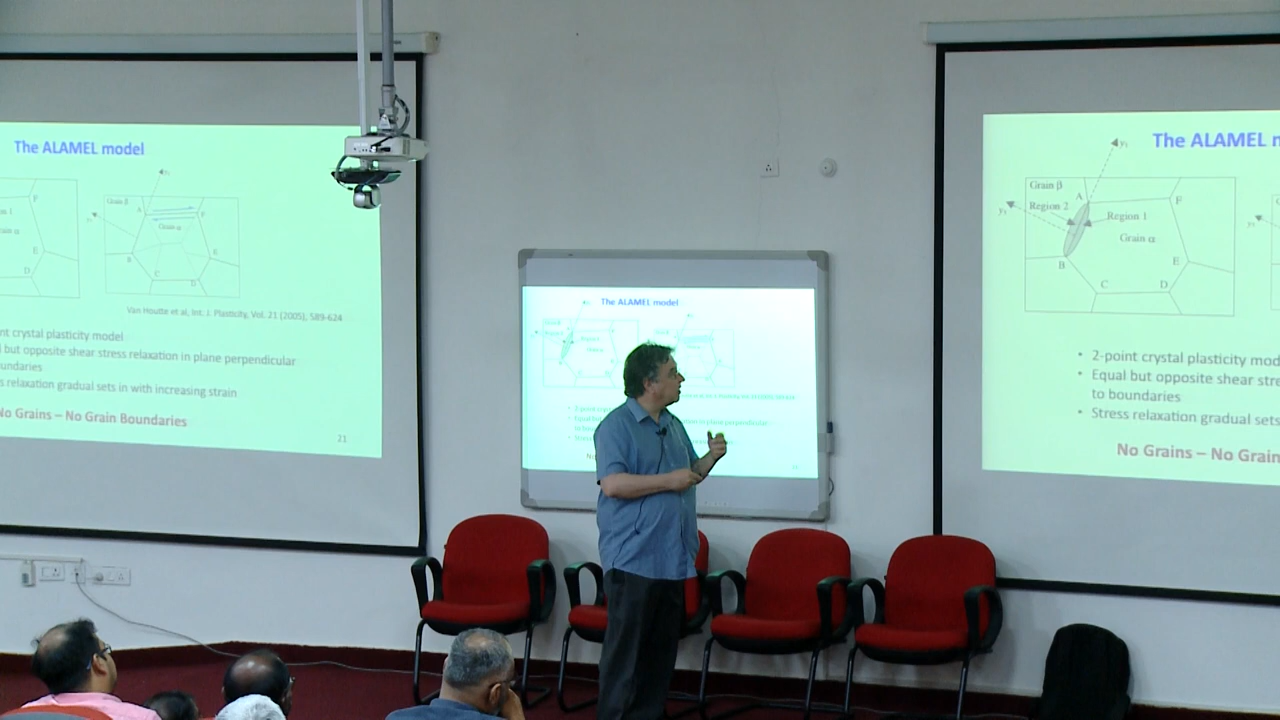 The ALAMEL model
Grain β
A
F
Grain α
E
B
C
D
Van Houtte et al, Int. J. Plasticity, Vol. 21 (2005), 589-624
nt crystal plasticity model
l but opposite shear stress relaxation in plane perpendicular
undaries
s relaxation gradual sets in with increasing strain
No Grains – No Grain Boundaries
21
The ALAMEL model
The ALAMEL m
y₁
Grain β
Region 2
A
F
y₃
Region 1
Grain α
B
E
C
D
• 2-point crystal plasticity mod
• Equal but opposite shear stre
to boundaries
• Stress relaxation gradual sets
No Grains – No Grain